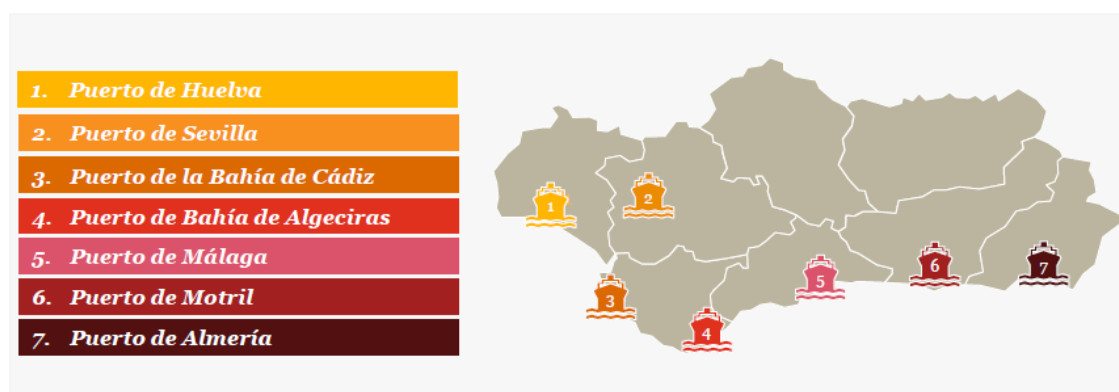 1. Puerto de Huelva
2. Puerto de Sevilla
3. Puerto de la Bahía de Cádiz
4. Puerto de Bahía de Algeciras
5. Puerto de Málaga
6. Puerto de Motril
7. Puerto de Almería
1
2
3
4
5
6
7